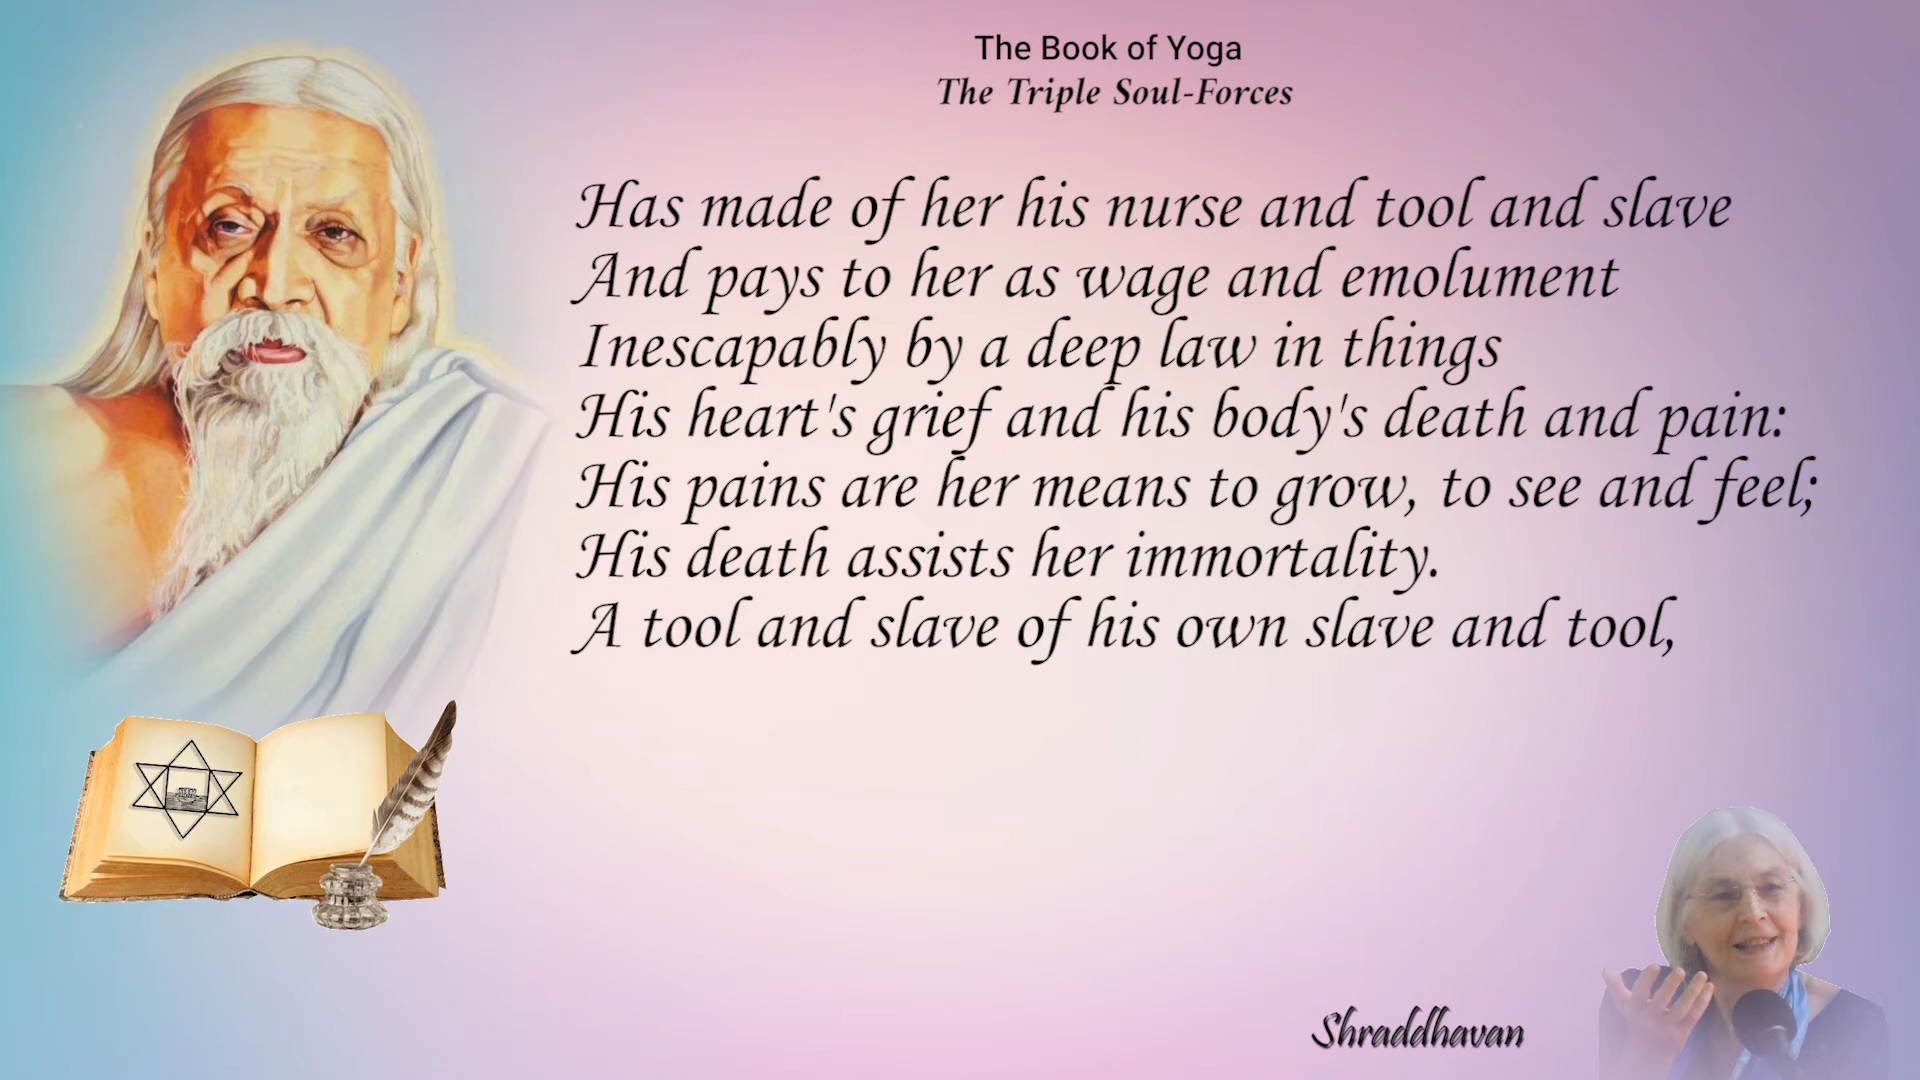 The Book of Yoga
The Triple Soul-Forces
Has made of her his nurse and tool and slave
And pays to her as wage and emolument
Inescapably by a deep law in things
His heart's grief and his body's death and pain:
His pains are her means to grow, to see and feel;
His death assists her immortality.
A tool and slave of his own slave and tool,
Shraddhavan